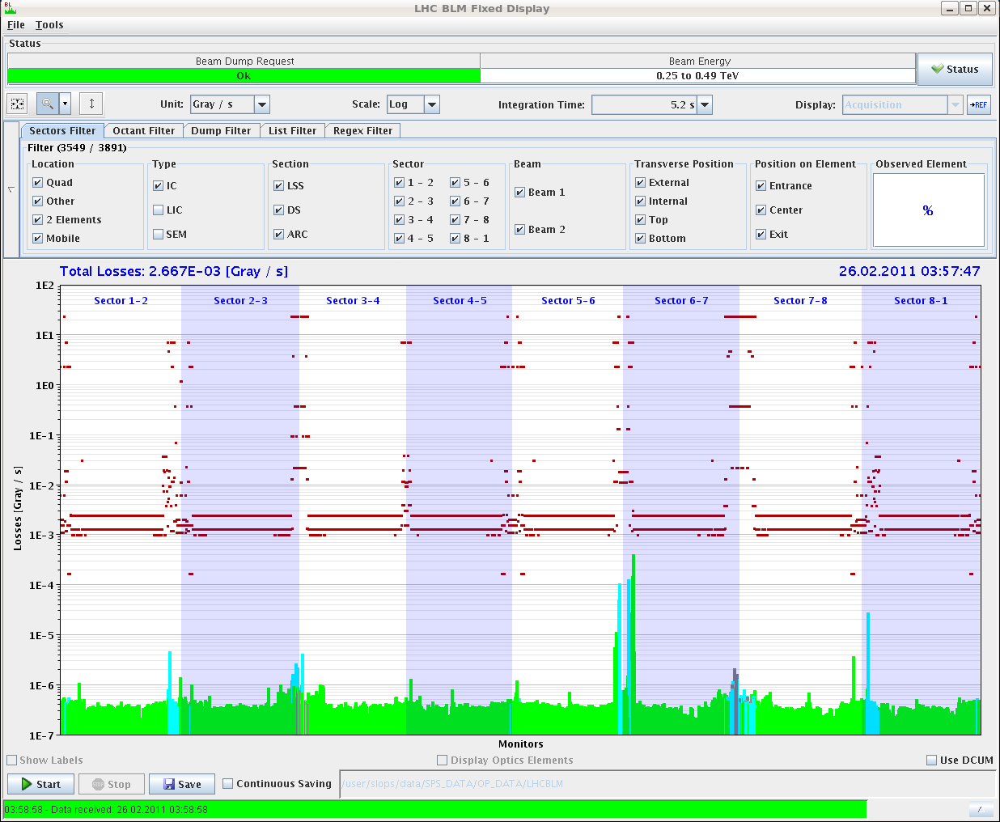 BL
LHC BLM Fixed Display
File Tools
Status
Beam Dump Request Beam Energy
Ok 0.25 to 0.49 TeV
Status
Unit: Gray / s Scale: Log Integration Time: 5.2 s Display: Acquisition REF
Sectors Filter Octant Filter Dump Filter List Filter Regex Filter
Filter (3549 / 3891)
Location Type Section Sector Beam Transverse Position Position on Element Observed Element
Quad IC LSS 1 - 2 5 - 6 Beam 1 External Entrance
Other LIC DS 2 - 3 6 - 7 Beam 2 Internal Center %
2 Elements SEM ARC 3 - 4 7 - 8 Top Exit
Mobile 4 - 5 8 - 1 Bottom
Total Losses: 2.667E-03 [Gray / s] 26.02.2011 03:57:47
Sector 1-2 Sector 2-3 Sector 3-4 Sector 4-5 Sector 5-6 Sector 6-7 Sector 7-8 Sector 8-1
1E2
1E1
1E0
1E-1
1E-2
1E-3
1E-4
1E-5
1E-6
1E-7
Losses [Gray / s]
Monitors
Show Labels Display Optics Elements Use DCUM
Start STOP Stop Save Continuous Saving /user/slops/data/SPS_DATA/OP_DATA/LHCBLM
03:58:58 - Data received: 26.02.2011 03:58:58